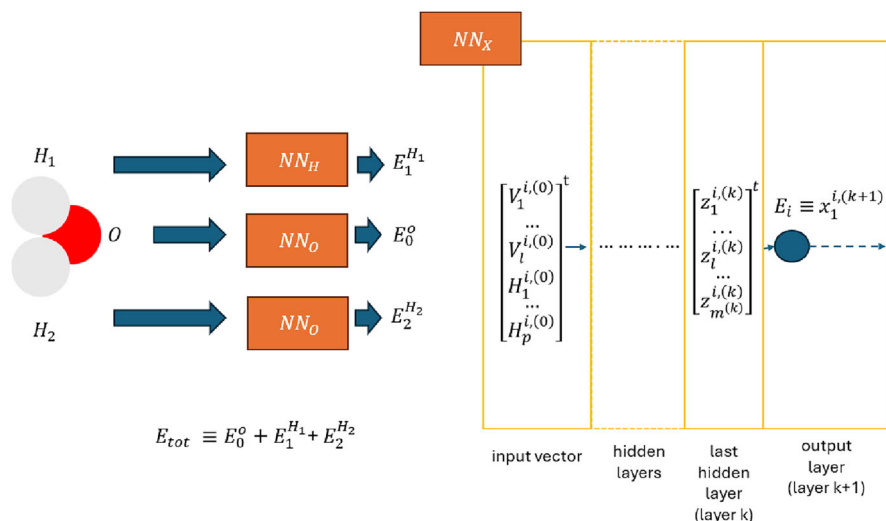 NN_X
H_1
NN_H
E_1^{H_1}
O
NN_O
E_0^o
H_2
NN_O
E_2^{H_2}
E_{tot} ≡ E_0^o + E_1^{H_1} + E_2^{H_2}
V_1^{i,(0)}
...
V_l^{i,(0)}
H_1^{i,(0)}
...
H_p^{i,(0)}
t
... ... ... . ...
z_1^{i,(k)}
...
z_l^{i,(k)}
...
z_{m^{(k)}}^{i,(k)}
t
E_i ≡ x_1^{i,(k+1)}
input vector
hidden
layers
last
hidden
layer
(layer k)
output
layer
(layer k+1)